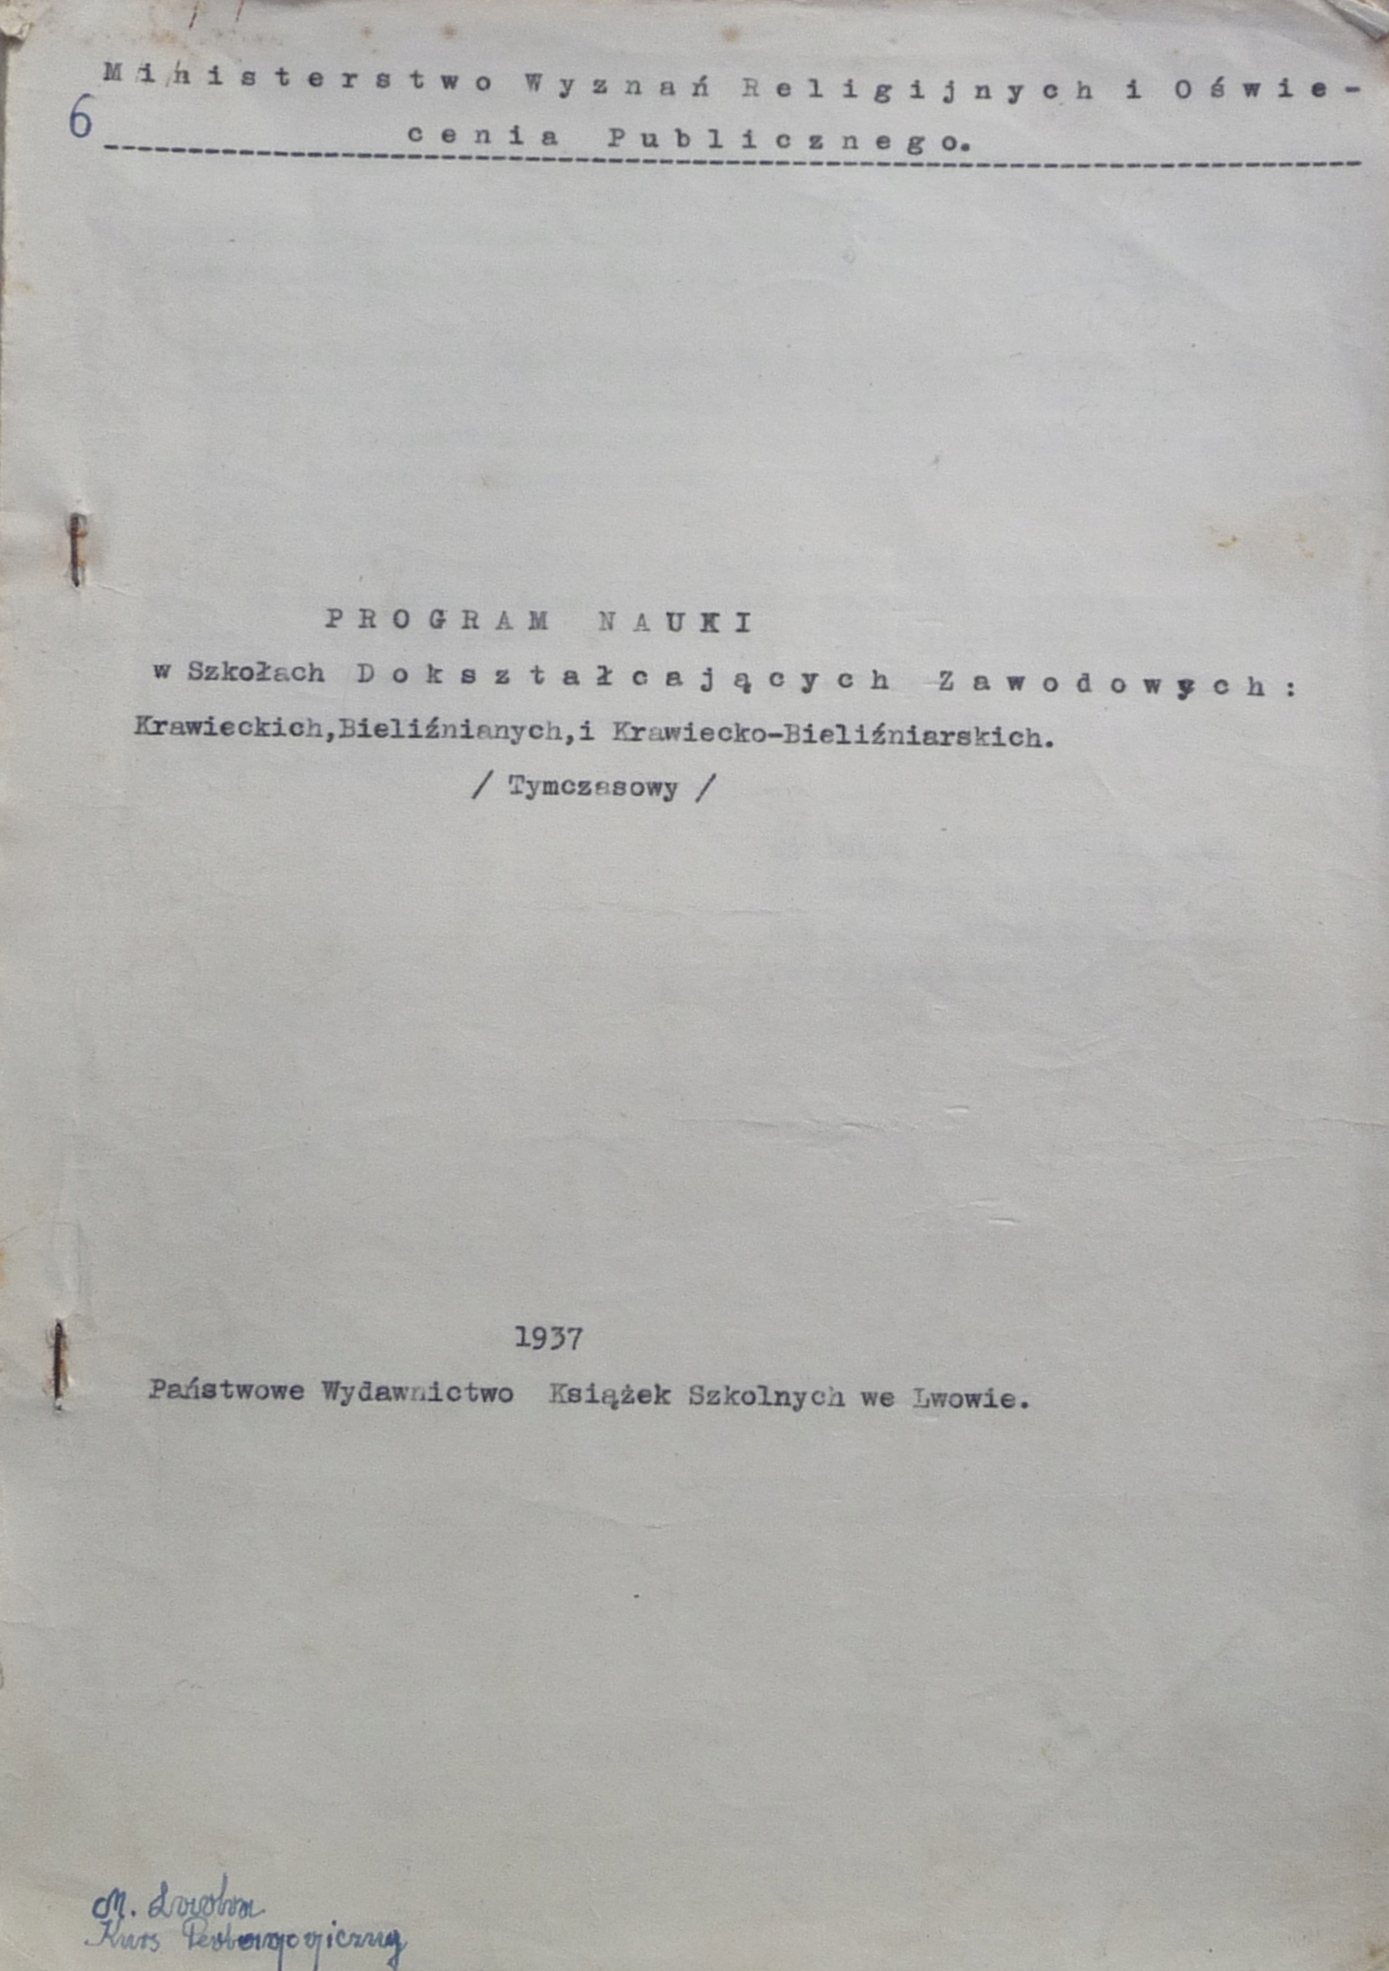 Ministerstwo Wyznań Religijnych i Oświe-
6
cenia Publicznego.
PROGRAM NAUKI
w Szkołach Dokształcających Zawodowych:
Krawieckich,Bieliźnianych,i Krawiecko-Bieliźniarskich.
/ Tymczasowy /
1937
Państwowe Wydawnictwo Książek Szkolnych we Lwowie.
M.
Kurs Pedagogiczny